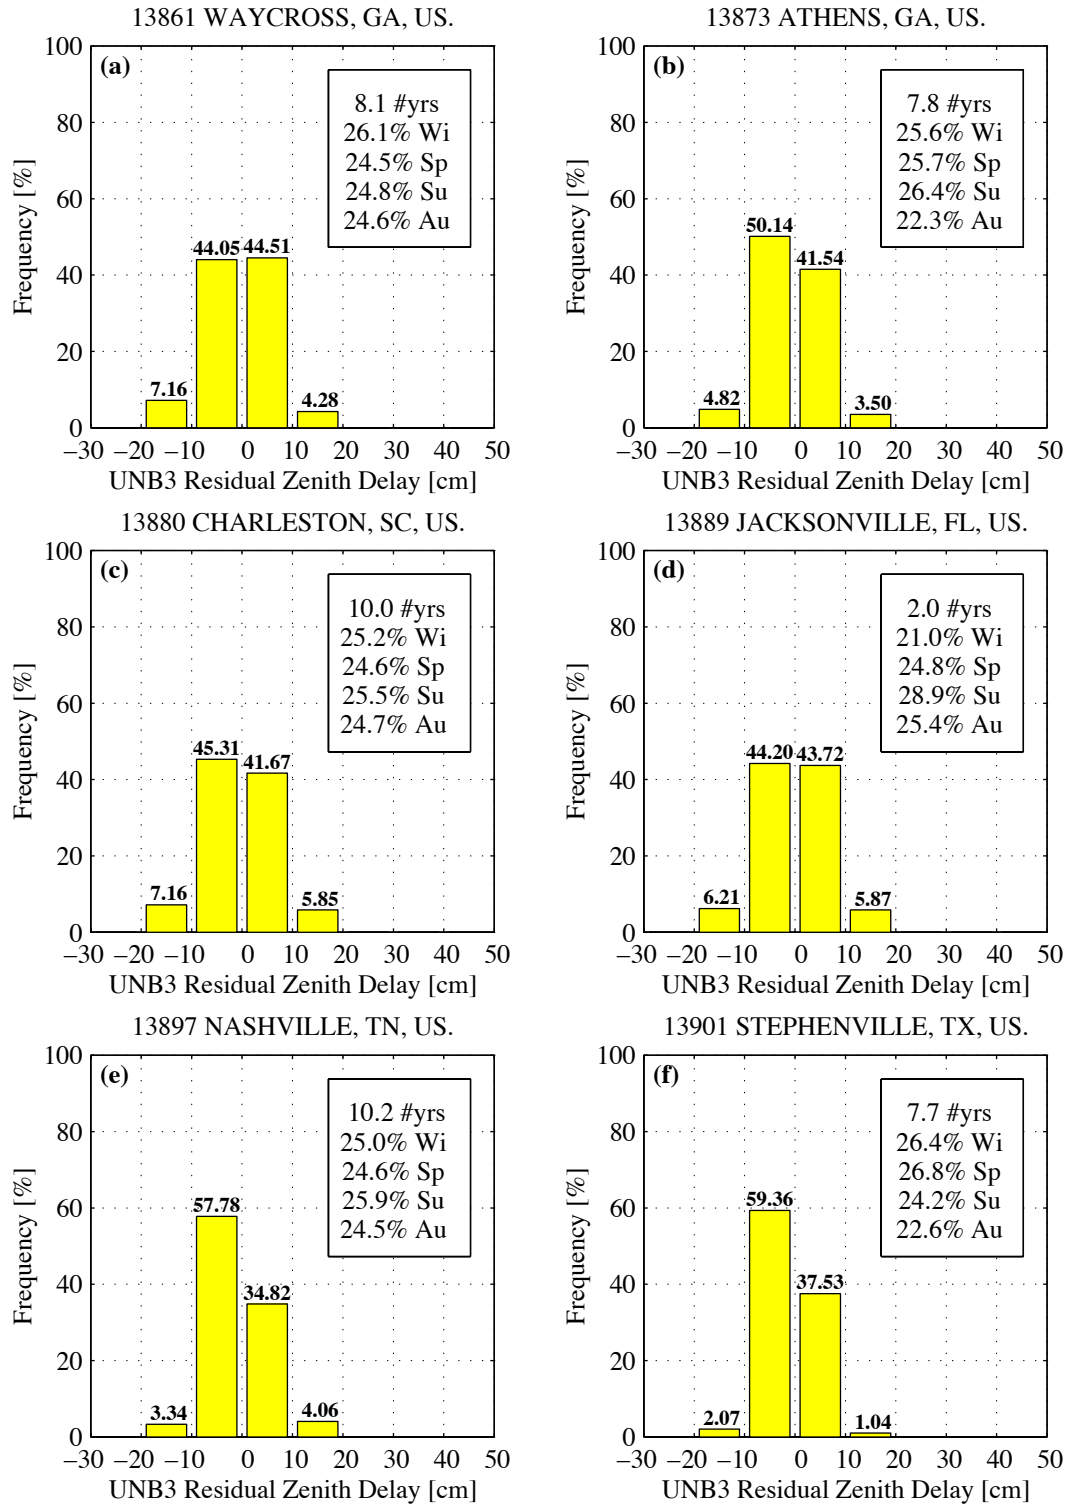 13861 WAYCROSS, GA, US.
(a)
8.1 #yrs
26.1% Wi
24.5% Sp
24.8% Su
24.6% Au
Frequency [%]
100
80
60
40
20
0
7.16
44.05
44.51
4.28
−30 −20 −10 0 10 20 30 40 50
UNB3 Residual Zenith Delay [cm]
13873 ATHENS, GA, US.
(b)
7.8 #yrs
25.6% Wi
25.7% Sp
26.4% Su
22.3% Au
Frequency [%]
100
80
60
40
20
0
4.82
50.14
41.54
3.50
−30 −20 −10 0 10 20 30 40 50
UNB3 Residual Zenith Delay [cm]
13880 CHARLESTON, SC, US.
(c)
10.0 #yrs
25.2% Wi
24.6% Sp
25.5% Su
24.7% Au
Frequency [%]
100
80
60
40
20
0
7.16
45.31
41.67
5.85
−30 −20 −10 0 10 20 30 40 50
UNB3 Residual Zenith Delay [cm]
13889 JACKSONVILLE, FL, US.
(d)
2.0 #yrs
21.0% Wi
24.8% Sp
28.9% Su
25.4% Au
Frequency [%]
100
80
60
40
20
0
6.21
44.20
43.72
5.87
−30 −20 −10 0 10 20 30 40 50
UNB3 Residual Zenith Delay [cm]
13897 NASHVILLE, TN, US.
(e)
10.2 #yrs
25.0% Wi
24.6% Sp
25.9% Su
24.5% Au
Frequency [%]
100
80
60
40
20
0
3.34
57.78
34.82
4.06
−30 −20 −10 0 10 20 30 40 50
UNB3 Residual Zenith Delay [cm]
13901 STEPHENVILLE, TX, US.
(f)
7.7 #yrs
26.4% Wi
26.8% Sp
24.2% Su
22.6% Au
Frequency [%]
100
80
60
40
20
0
2.07
59.36
37.53
1.04
−30 −20 −10 0 10 20 30 40 50
UNB3 Residual Zenith Delay [cm]